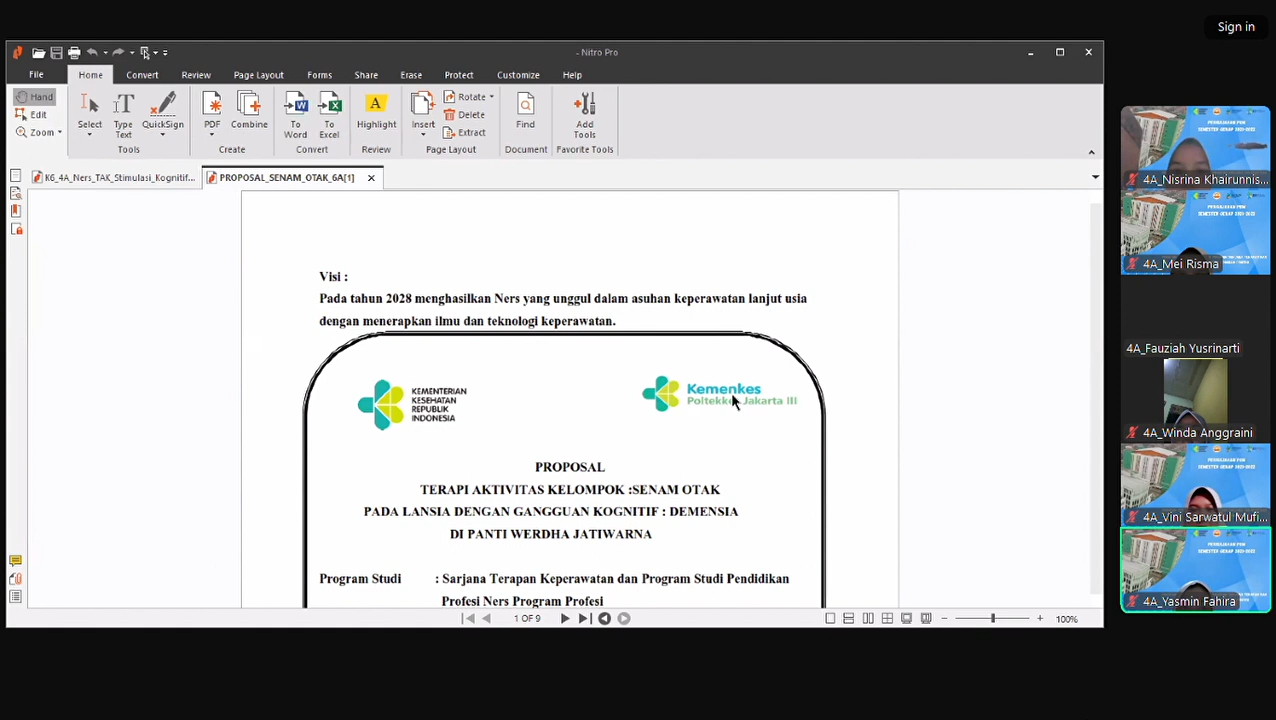 Sign in
- Nitro Pro
File Home Convert Review Page Layout Forms Share Erase Protect Customize Help
Hand
Edit
Zoom
Select
Type Text
QuickSign
Tools
PDF
Combine
Create
To Word
To Excel
Convert
A
Highlight
Review
Insert
Rotate
Delete
Extract
Page Layout
Find
Document
Add Tools
Favorite Tools
K6_4A_Ners_TAK_Stimulasi_Kognitif...
PROPOSAL_SENAM_OTAK_6A[1]
Visi :
Pada tahun 2028 menghasilkan Ners yang unggul dalam asuhan keperawatan lanjut usia
dengan menerapkan ilmu dan teknologi keperawatan.
KEMENTERIAN
KESEHATAN
REPUBLIK
INDONESIA
Kemenkes
Poltekkes Jakarta III
PROPOSAL
TERAPI AKTIVITAS KELOMPOK :SENAM OTAK
PADA LANSIA DENGAN GANGGUAN KOGNITIF : DEMENSIA
DI PANTI WERDHA JATIWARNA
Program Studi : Sarjana Terapan Keperawatan dan Program Studi Pendidikan
Profesi Ners Program Profesi
1 OF 9
100%
4A_Nisrina Khairunnis...
4A_Mei Risma
4A_Fauziah Yusrinarti
4A_Winda Anggraini
4A_Vini Sarwatul Mufi...
4A_Yasmin Fahira